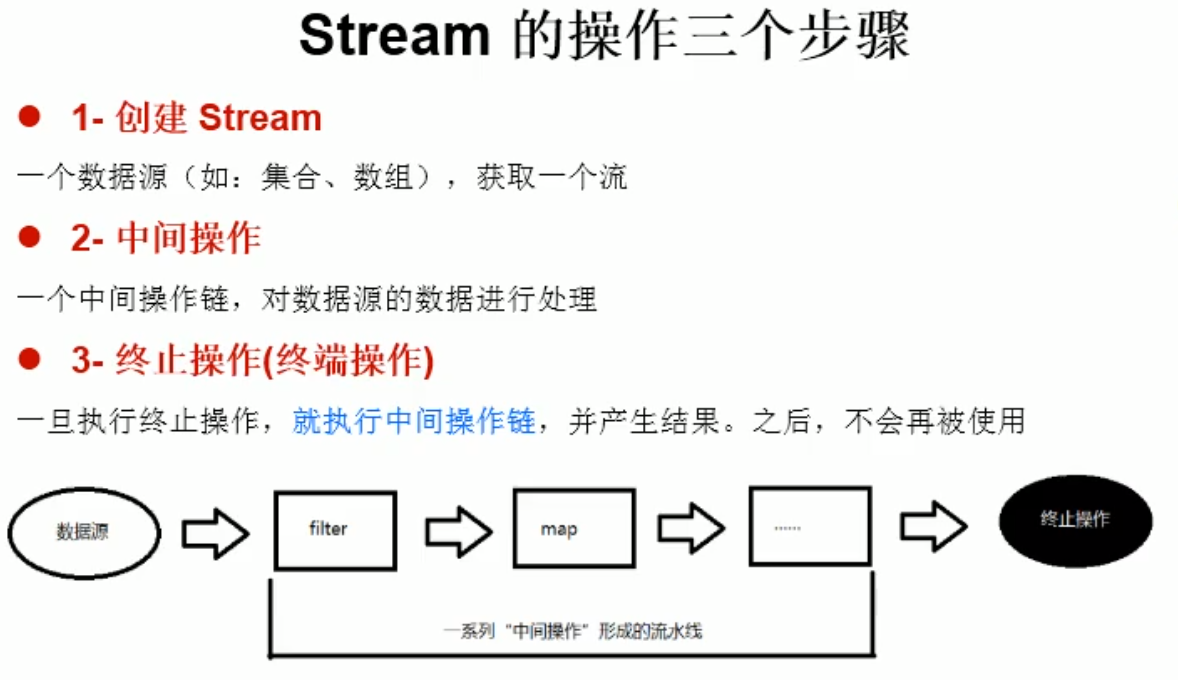 Stream 的操作三个步骤
● 1- 创建 Stream
一个数据源（如：集合、数组），获取一个流
● 2- 中间操作
一个中间操作链，对数据源的数据进行处理
● 3- 终止操作(终端操作)
一旦执行终止操作，就执行中间操作链，并产生结果。之后，不会再被使用
数据源
filter
map
......
终止操作
一系列“中间操作”形成的流水线